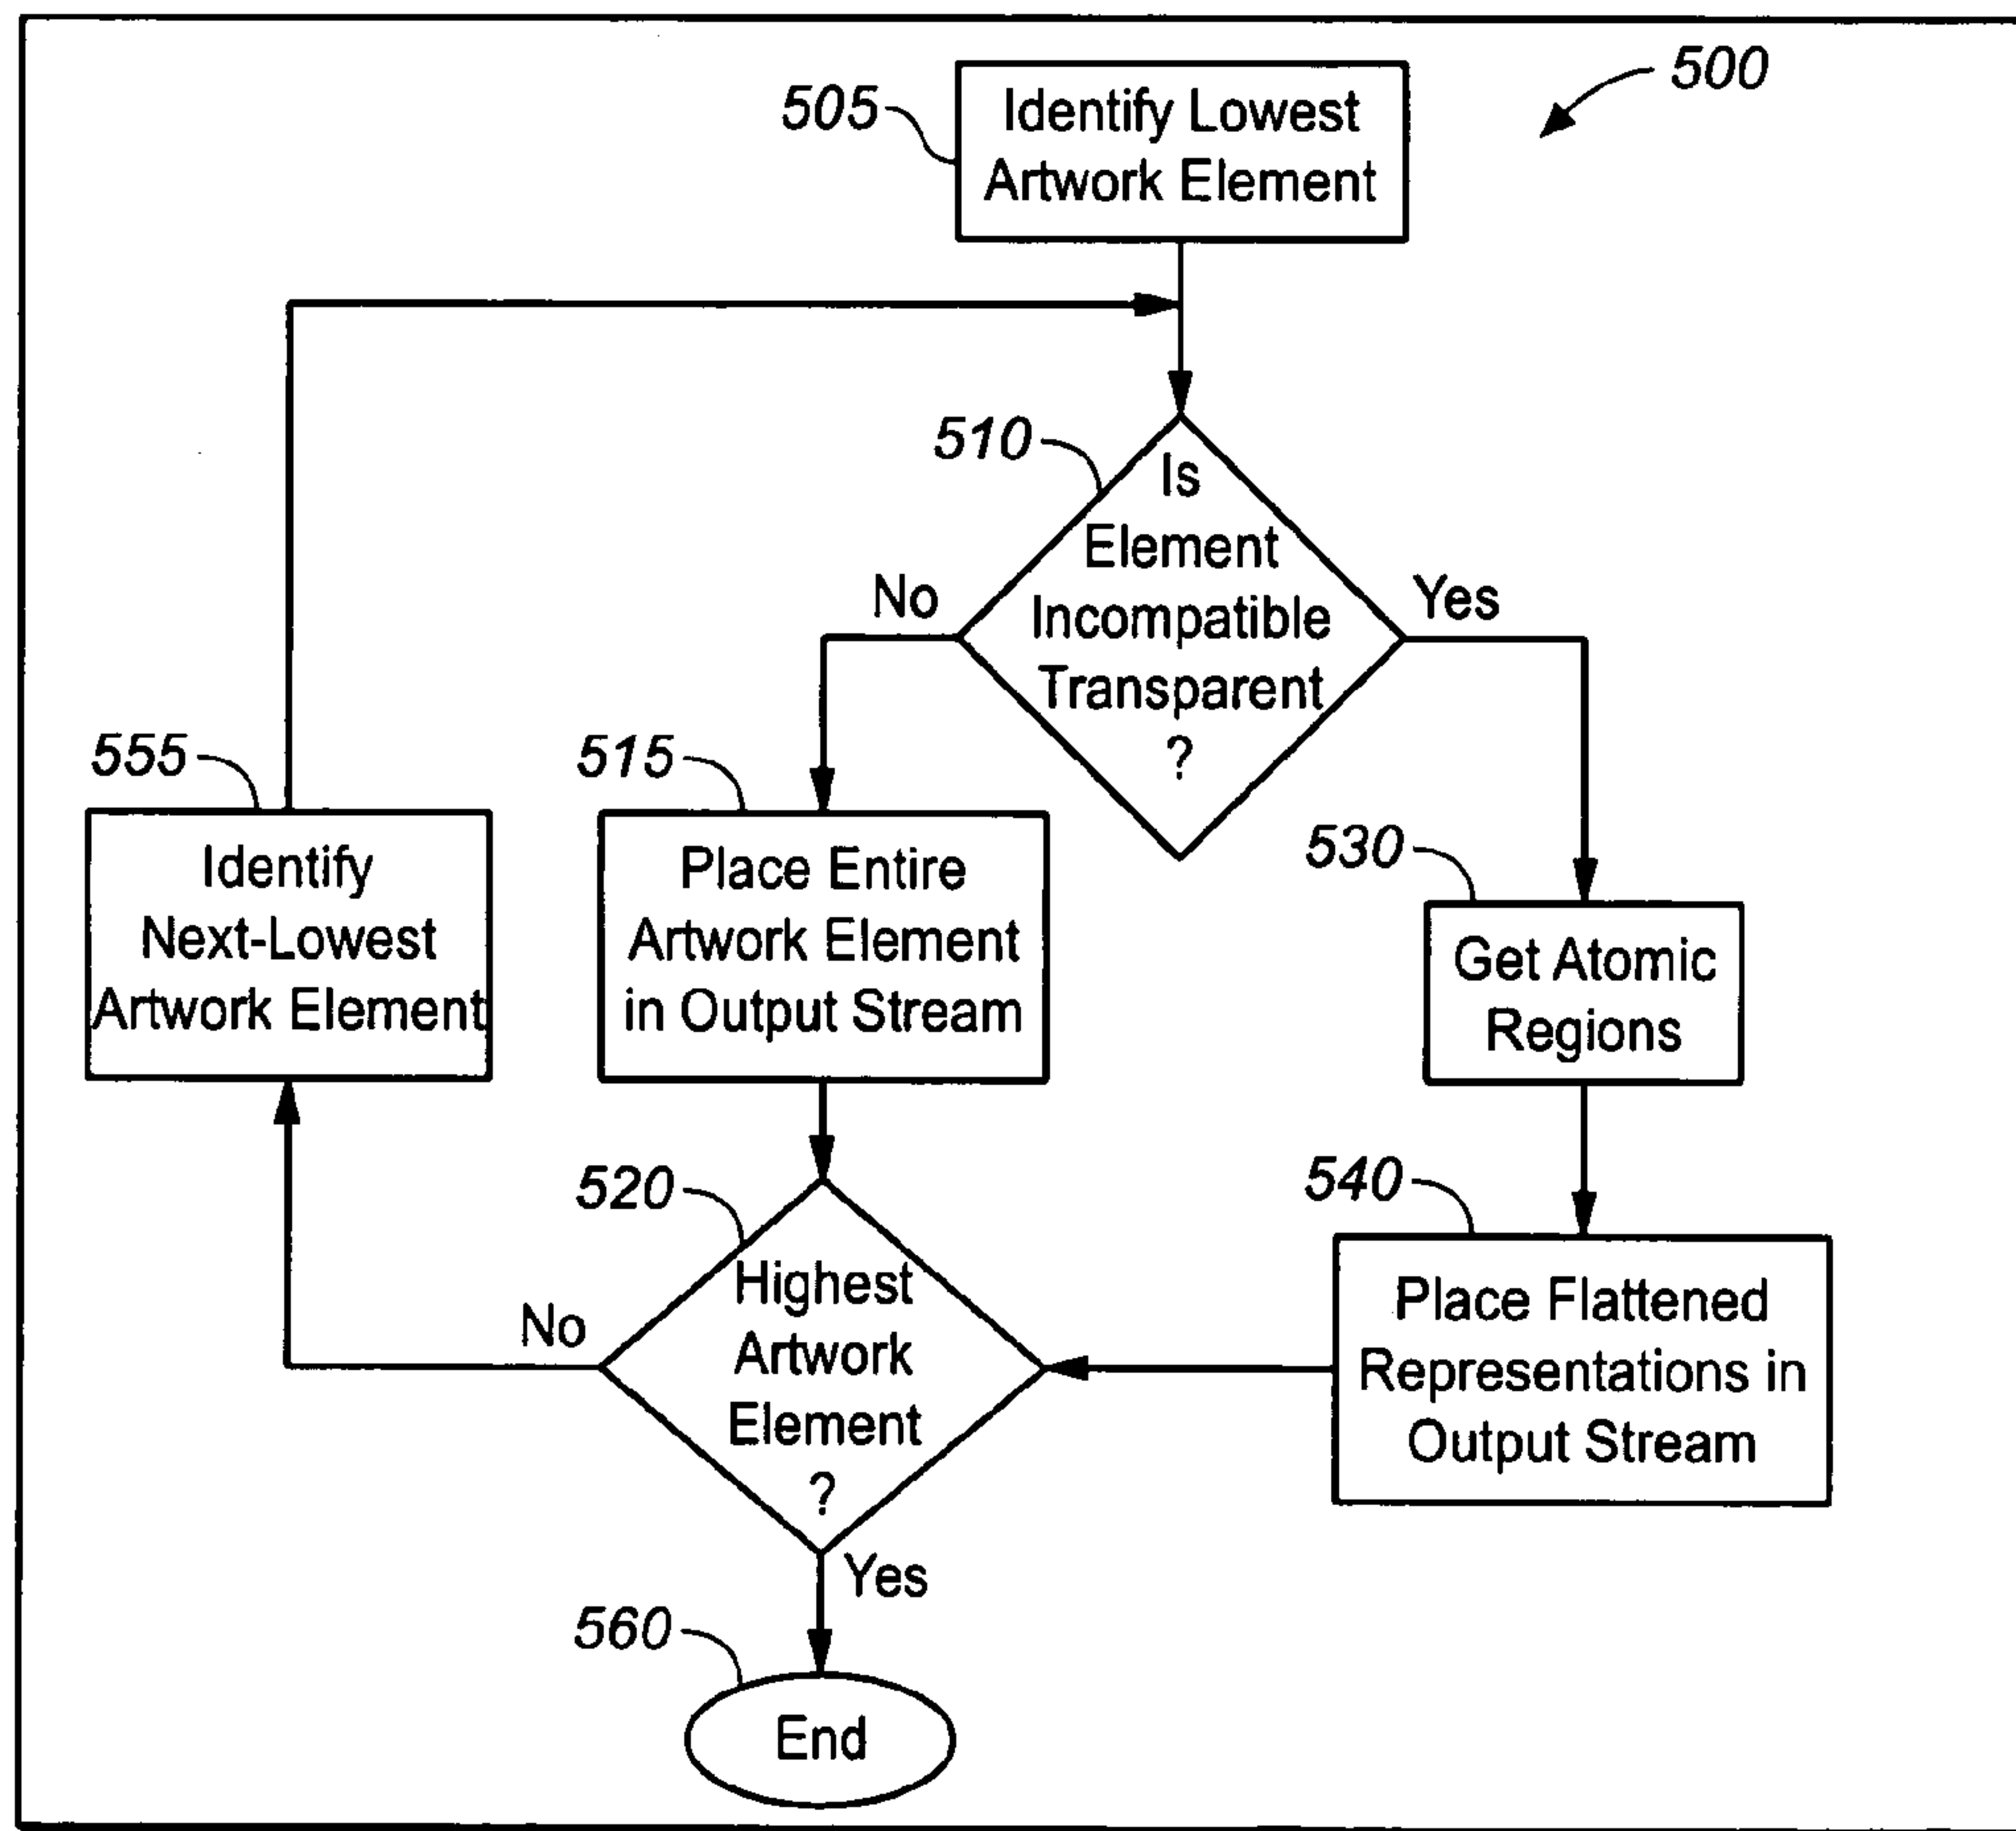 500
505
Identify Lowest
Artwork Element
510
Is
Element
Incompatible
Transparent
?
No
Yes
555
Identify
Next-Lowest
Artwork Element
515
Place Entire
Artwork Element
in Output Stream
530
Get Atomic
Regions
520
Highest
Artwork
Element
?
No
Yes
540
Place Flattened
Representations in
Output Stream
560
End